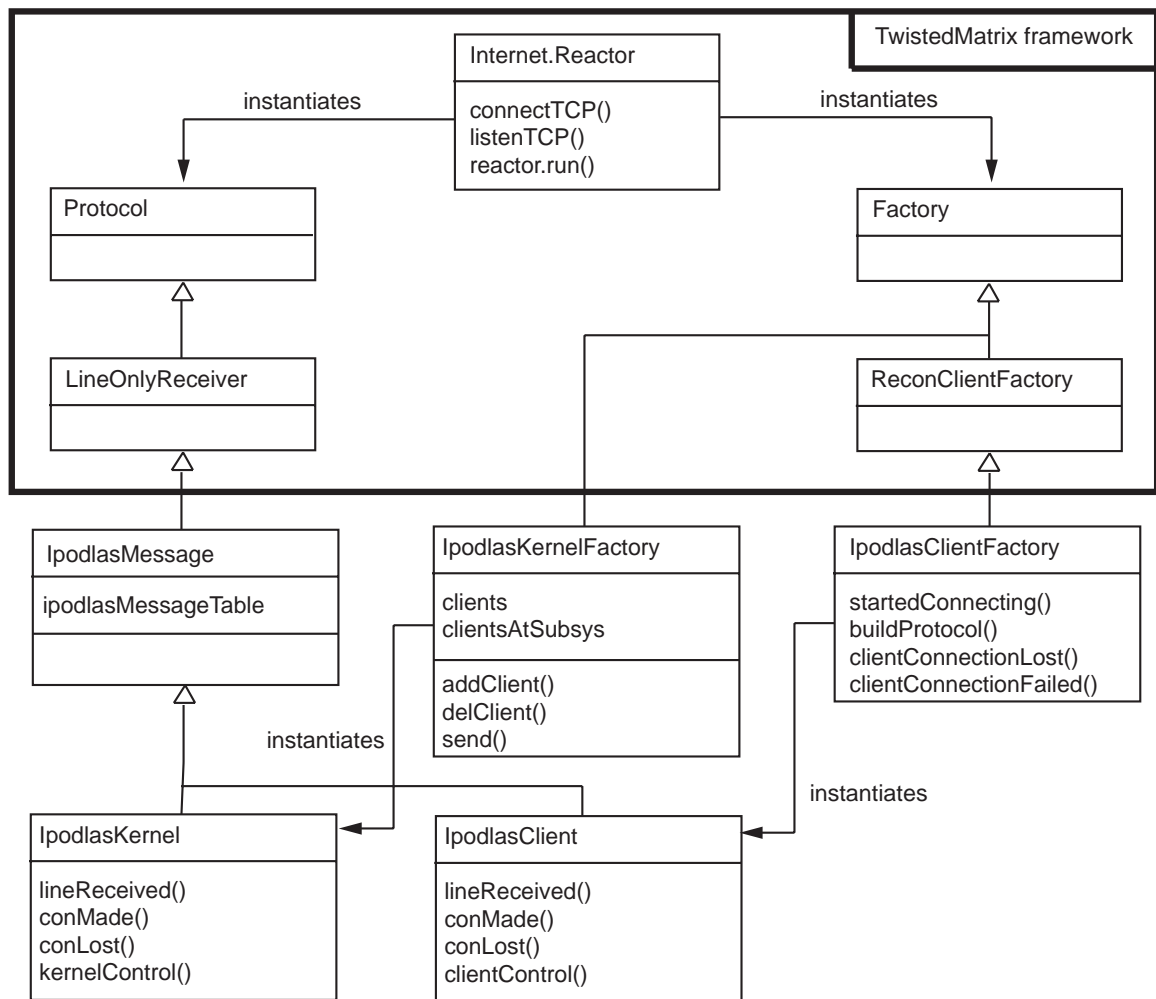 TwistedMatrix framework
Internet.Reactor
connectTCP()
listenTCP()
reactor.run()
instantiates
instantiates
Protocol
Factory
LineOnlyReceiver
ReconClientFactory
IpodlasMessage
ipodlasMessageTable
IpodlasKernelFactory
clients
clientsAtSubsys
addClient()
delClient()
send()
IpodlasClientFactory
startedConnecting()
buildProtocol()
clientConnectionLost()
clientConnectionFailed()
instantiates
instantiates
IpodlasKernel
lineReceived()
conMade()
conLost()
kernelControl()
IpodlasClient
lineReceived()
conMade()
conLost()
clientControl()